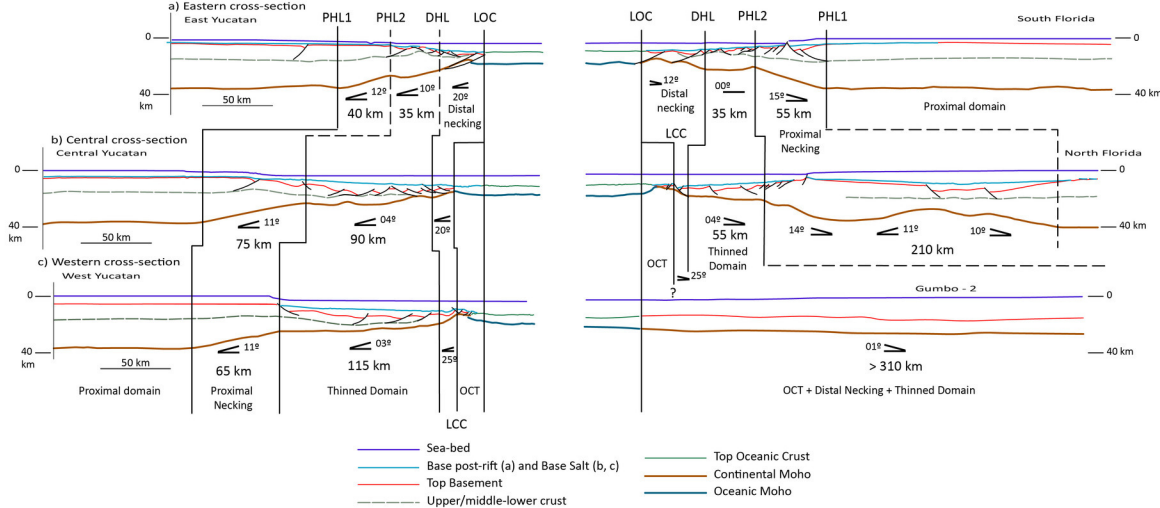 a) Eastern cross-section
East Yucatan
PHL1 PHL2 DHL LOC
LOC DHL PHL2 PHL1
South Florida
0
40
km
50 km
12º
40 km
10º
35 km
20º
Distal
necking
12º
Distal
necking
00º
35 km
15º
55 km
Proximal
Necking
Proximal domain
0
40 km
LCC
b) Central cross-section
Central Yucatan
North Florida
0
40
km
50 km
11º
75 km
04º
90 km
20º
04º
55 km
Thinned
Domain
14º
11º
10º
210 km
0
40 km
OCT
25º
?
c) Western cross-section
West Yucatan
Gumbo - 2
0
40
km
50 km
11º
65 km
03º
115 km
25º
01º
> 310 km
0
40 km
Proximal domain
Proximal
Necking
Thinned Domain
OCT
LCC
OCT + Distal Necking + Thinned Domain
Sea-bed
Base post-rift (a) and Base Salt (b, c)
Top Basement
Upper/middle-lower crust
Top Oceanic Crust
Continental Moho
Oceanic Moho